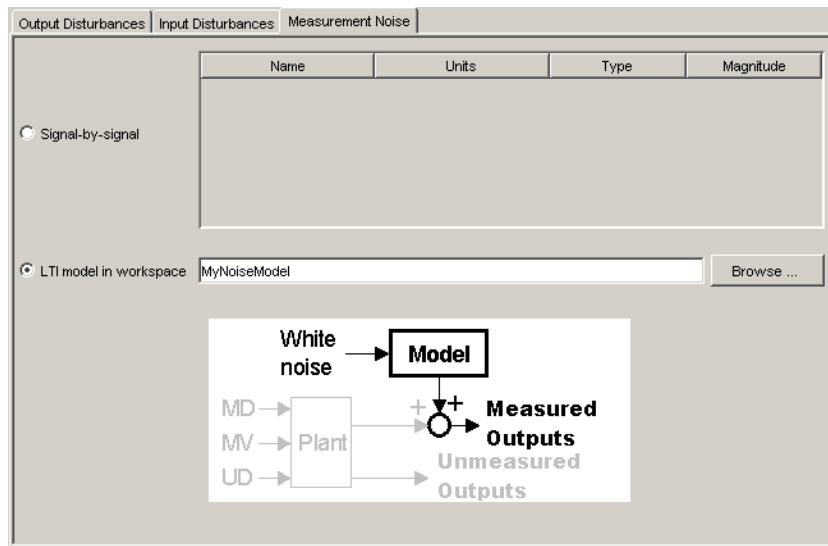 Output Disturbances Input Disturbances Measurement Noise
Name Units Type Magnitude
Signal-by-signal
LTI model in workspace MyNoiseModel Browse ...
White
noise
Model
MD
+ +
Measured
Outputs
MV Plant
Unmeasured
Outputs
UD